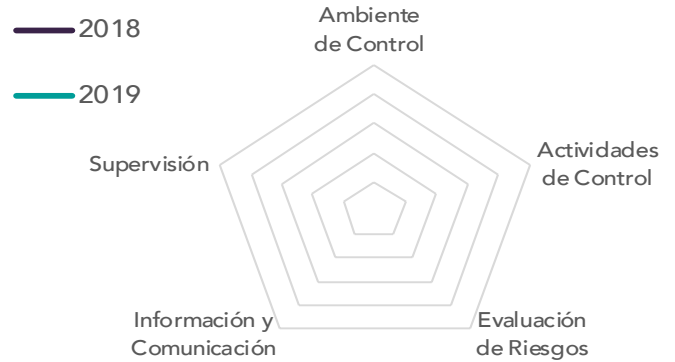 2018
2019
Ambiente
de Control
Actividades
de Control
Evaluación
de Riesgos
Información y
Comunicación
Supervisión